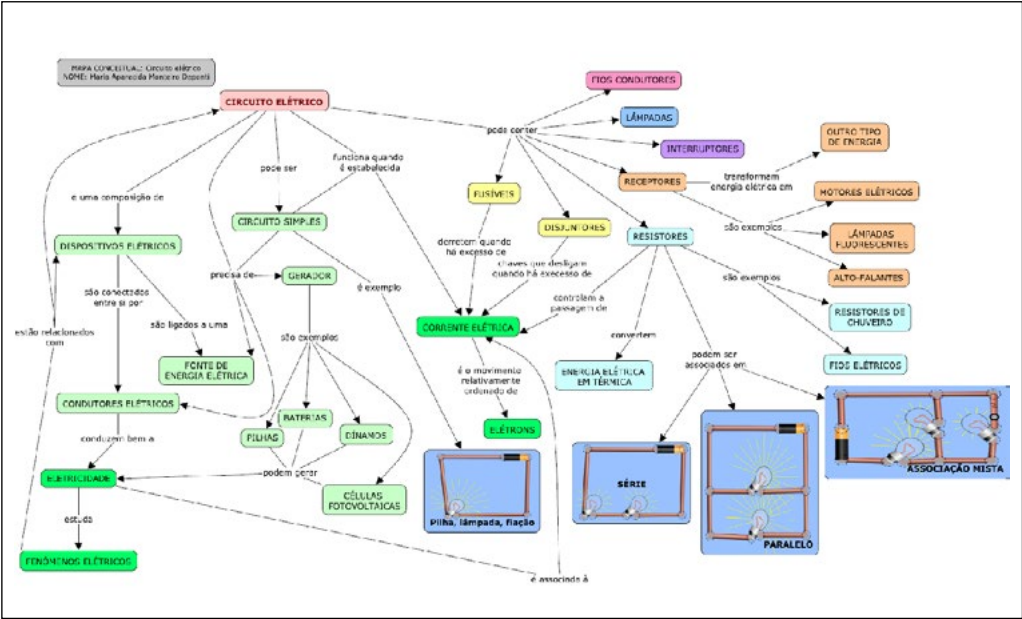 MAPA CONCEITUAL: Circuito elétrico
NOME: Maria Aparecida Monteiro Deponti
CIRCUITO ELÉTRICO
FIOS CONDUTORES
LÂMPADAS
pode conter
INTERRUPTORES
OUTRO TIPO
DE ENERGIA
funciona quando
é estabelecida
pode ser
RECEPTORES
transformam
energia elétrica em
MOTORES ELÉTRICOS
FUSÍVEIS
é uma composição de
CIRCUITO SIMPLES
DISJUNTORES
RESISTORES
são exemplos
LÂMPADAS
FLUORESCENTES
DISPOSITIVOS ELÉTRICOS
derretem quando
há excesso de
chaves que desligam
quando há execesso de
precisa de
GERADOR
é exemplo
são exemplos
ALTO-FALANTES
são conectados
entre si por
controlam a
passagem de
RESISTORES DE
CHUVEIRO
estão relacionados
com
são ligados a uma
são exemplos
CORRENTE ELÉTRICA
convertem
podem ser
associados em
FONTE DE
ENERGIA ELÉTRICA
é o movimento
relativamente
ordenado de
ENERGIA ELÉTRICA
EM TÉRMICA
FIOS ELÉTRICOS
CONDUTORES ELÉTRICOS
BATERIAS
PILHAS
DÍNAMOS
ELÉTRONS
conduzem bem a
podem gerar
ELETRICIDADE
CÉLULAS
FOTOVOLTAICAS
SÉRIE
ASSOCIAÇÃO MISTA
estuda
Pilha, lâmpada, fiação
PARALELO
FENÔMENOS ELÉTRICOS
é associada à